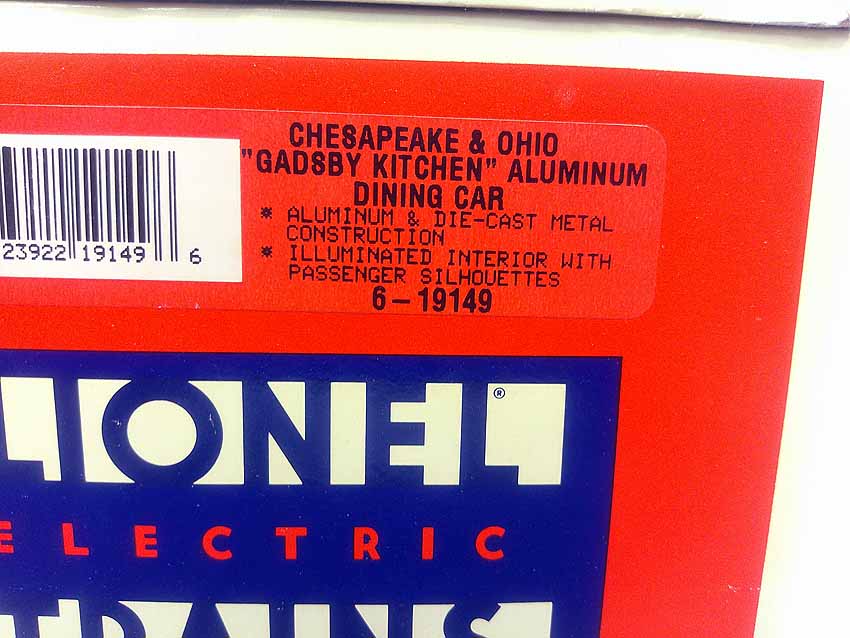 CHESAPEAKE & OHIO
"GADSBY KITCHEN" ALUMINUM
DINING CAR
* ALUMINUM & DIE-CAST METAL
CONSTRUCTION
* ILLUMINATED INTERIOR WITH
PASSENGER SILHOUETTES
6-19149
23922 19149 6
LIONEL®
ELECTRIC
TRAINS